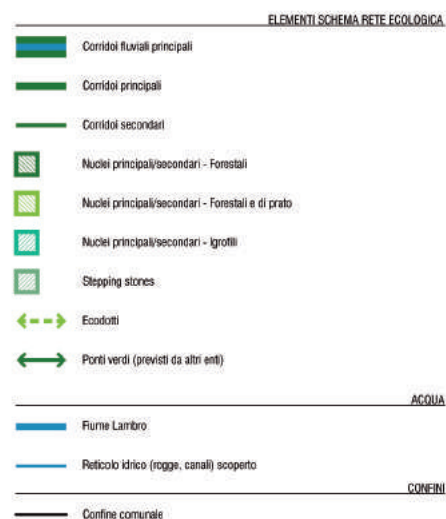 ELEMENTI SCHEMA RETE ECOLOGICA
Corridoi fluviali principali
Corridoi principali
Corridoi secondari
Nuclei principali/secondari - Forestali
Nuclei principali/secondari - Forestali e di prato
Nuclei principali/secondari - Igrofili
Stepping stones
Ecodotti
Ponti verdi (previsti da altri enti)
ACQUA
Fiume Lambro
Reticolo idrico (rogge, canali) scoperto
CONFINI
Confine comunale